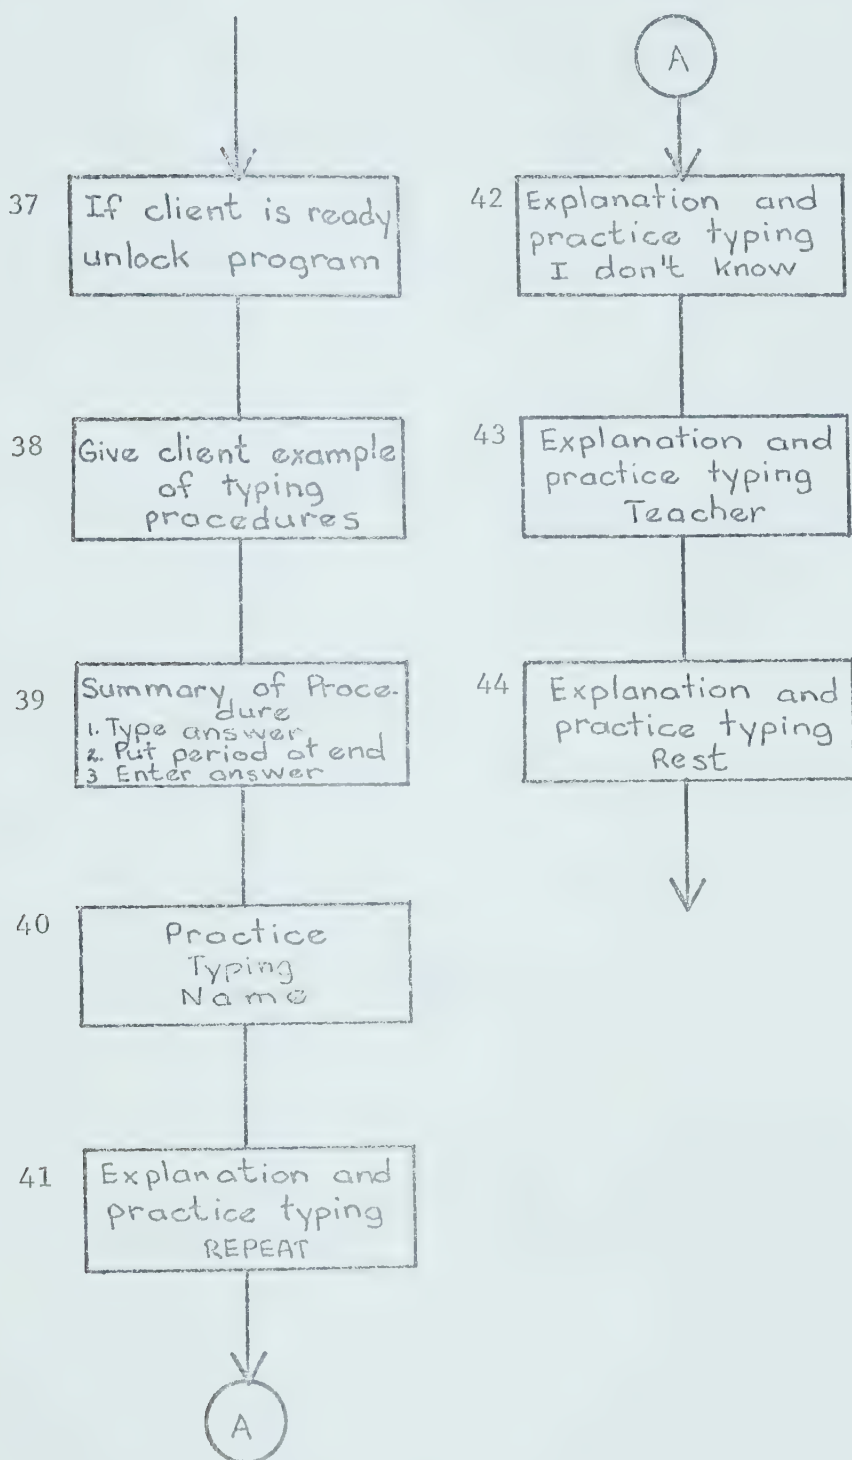 37
If client is ready
unlock program
38
Give client example
of typing
procedures
39
Summary of Proce-
dure
1. Type answer
2. Put period at end
3 Enter answer
40
Practice
Typing
Name
41
Explanation and
practice typing
REPEAT
A
A
42
Explanation and
practice typing
I don't know
43
Explanation and
practice typing
Teacher
44
Explanation and
practice typing
Rest